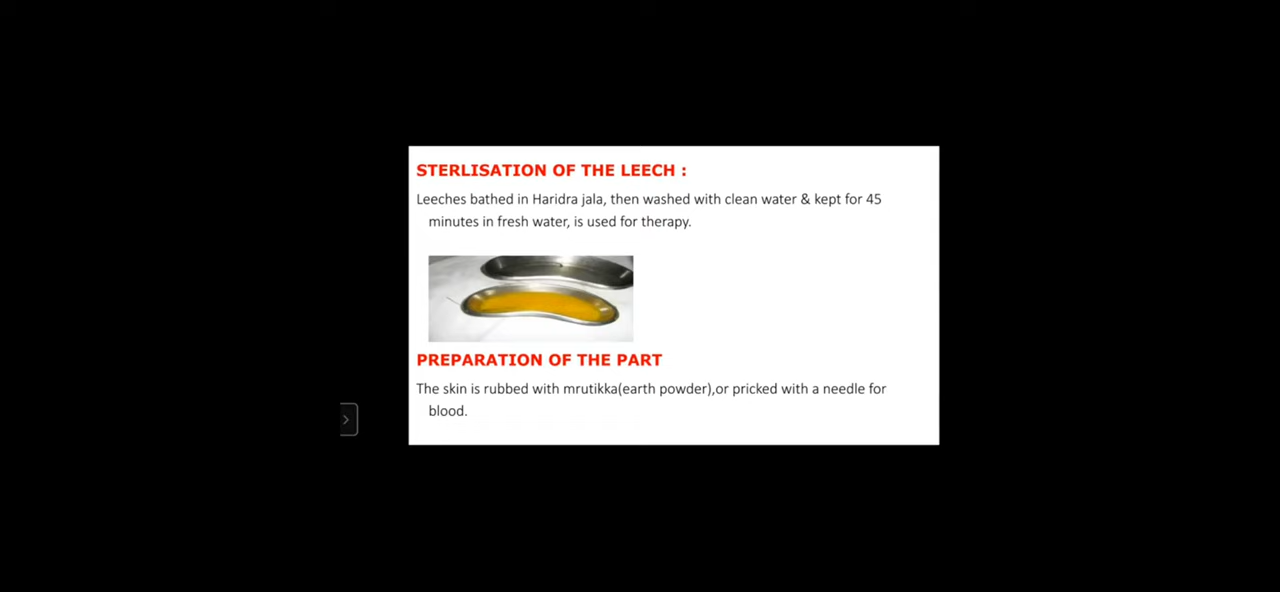 STERLISATION OF THE LEECH :
Leeches bathed in Haridra jala, then washed with clean water & kept for 45
minutes in fresh water, is used for therapy.
PREPARATION OF THE PART
The skin is rubbed with mrutikka(earth powder),or pricked with a needle for
blood.